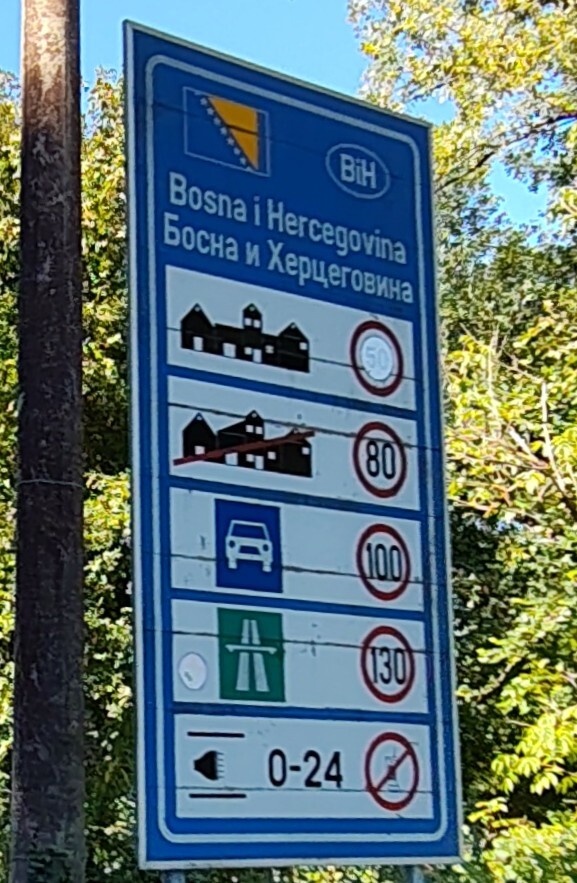 BiH
Bosna i Hercegovina
Босна и Херцеговина
50
80
100
130
0-24